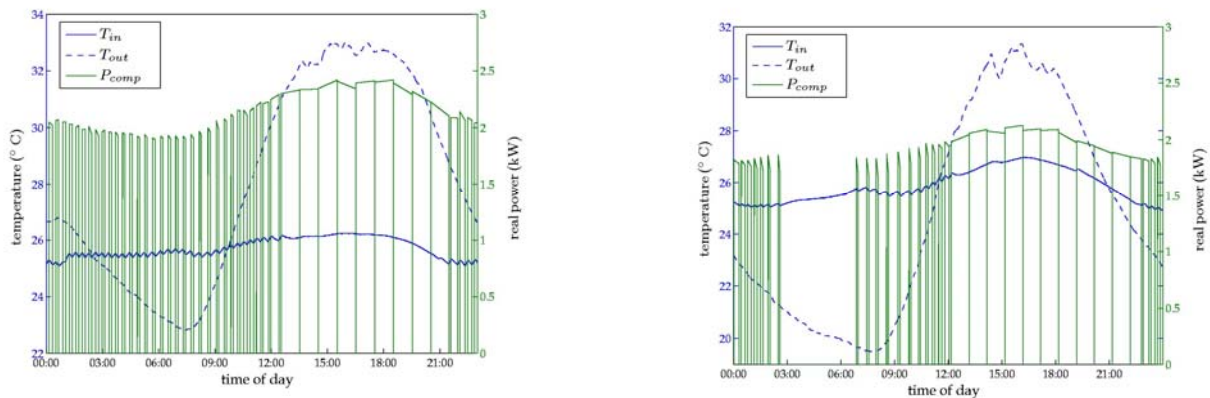 34
32
30
28
26
24
22
temperature (° C)
T_in
T_out
P_comp
3
2.5
2
1.5
1
0.5
0
real power (kW)
00:00 03:00 06:00 09:00 12:00 15:00 18:00 21:00
time of day
32
30
28
26
24
22
20
temperature (° C)
T_in
T_out
P_comp
3
2.5
2
1.5
1
0.5
0
real power (kW)
00:00 03:00 06:00 09:00 12:00 15:00 18:00 21:00
time of day